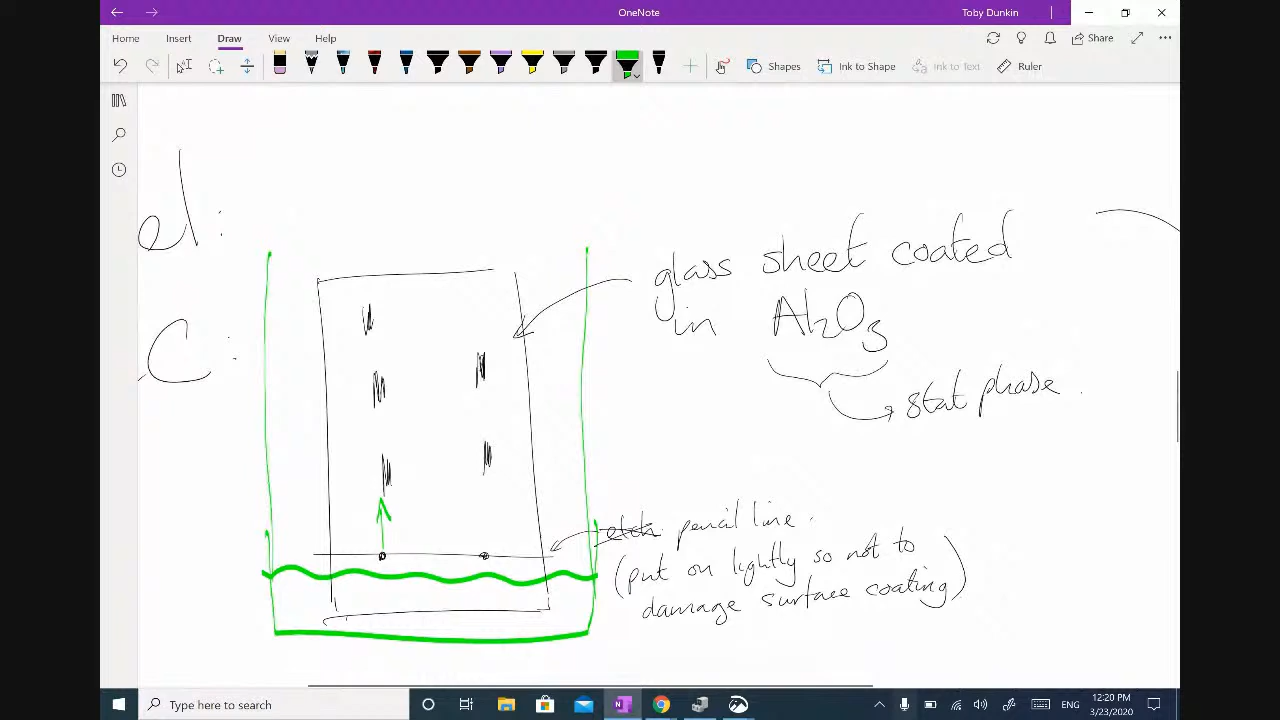 OneNote
Toby Dunkin
Home Insert Draw View Help
Share
Shapes
Ink to Shape
Ink to Text
Ruler
el:
C:
glass sheet coated
in Al2O3
stat phase.
etch pencil line.
(put on lightly so not to
damage surface coating)
Type here to search
ENG
12:20 PM
3/23/2020